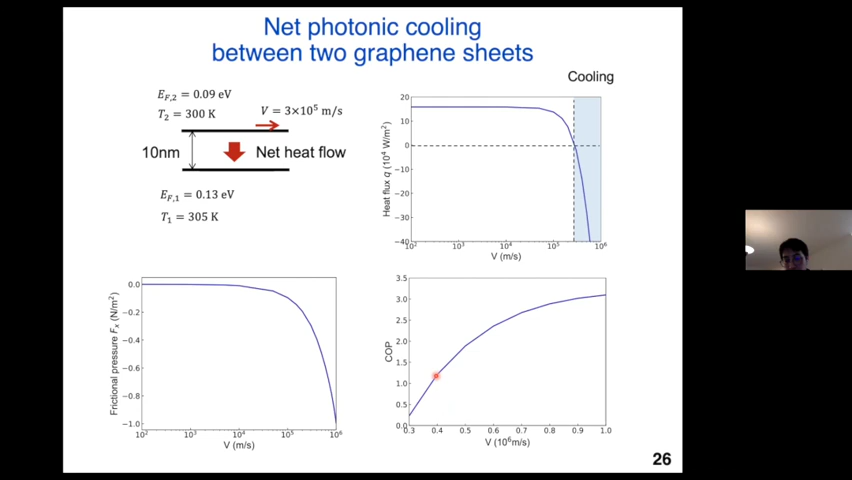 Net photonic cooling
between two graphene sheets
E_{F,2} = 0.09 eV
T_2 = 300 K
V = 3×10^5 m/s
10nm
Net heat flow
E_{F,1} = 0.13 eV
T_1 = 305 K
Cooling
Heat flux q (10^4 W/m^2)
20
10
0
-10
-20
-30
-40
10^2
10^3
10^4
10^5
10^6
V (m/s)
Frictional pressure F_x (N/m^2)
0.0
-0.2
-0.4
-0.6
-0.8
-1.0
10^2
10^3
10^4
10^5
10^6
V (m/s)
COP
3.5
3.0
2.5
2.0
1.5
1.0
0.5
0.0
0.3
0.4
0.5
0.6
0.7
0.8
0.9
1.0
V (10^6m/s)
26